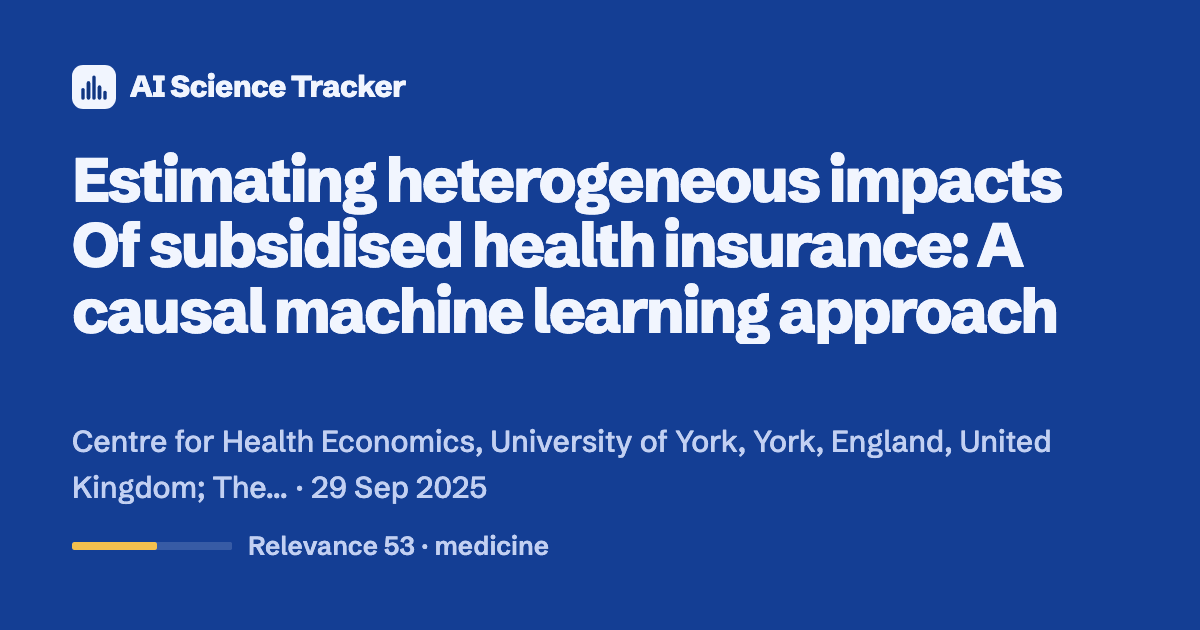 AI Science Tracker
Estimating heterogeneous impacts
Of subsidised health insurance: A
causal machine learning approach
Centre for Health Economics, University of York, York, England, United
Kingdom; The... · 29 Sep 2025
Relevance 53 · medicine